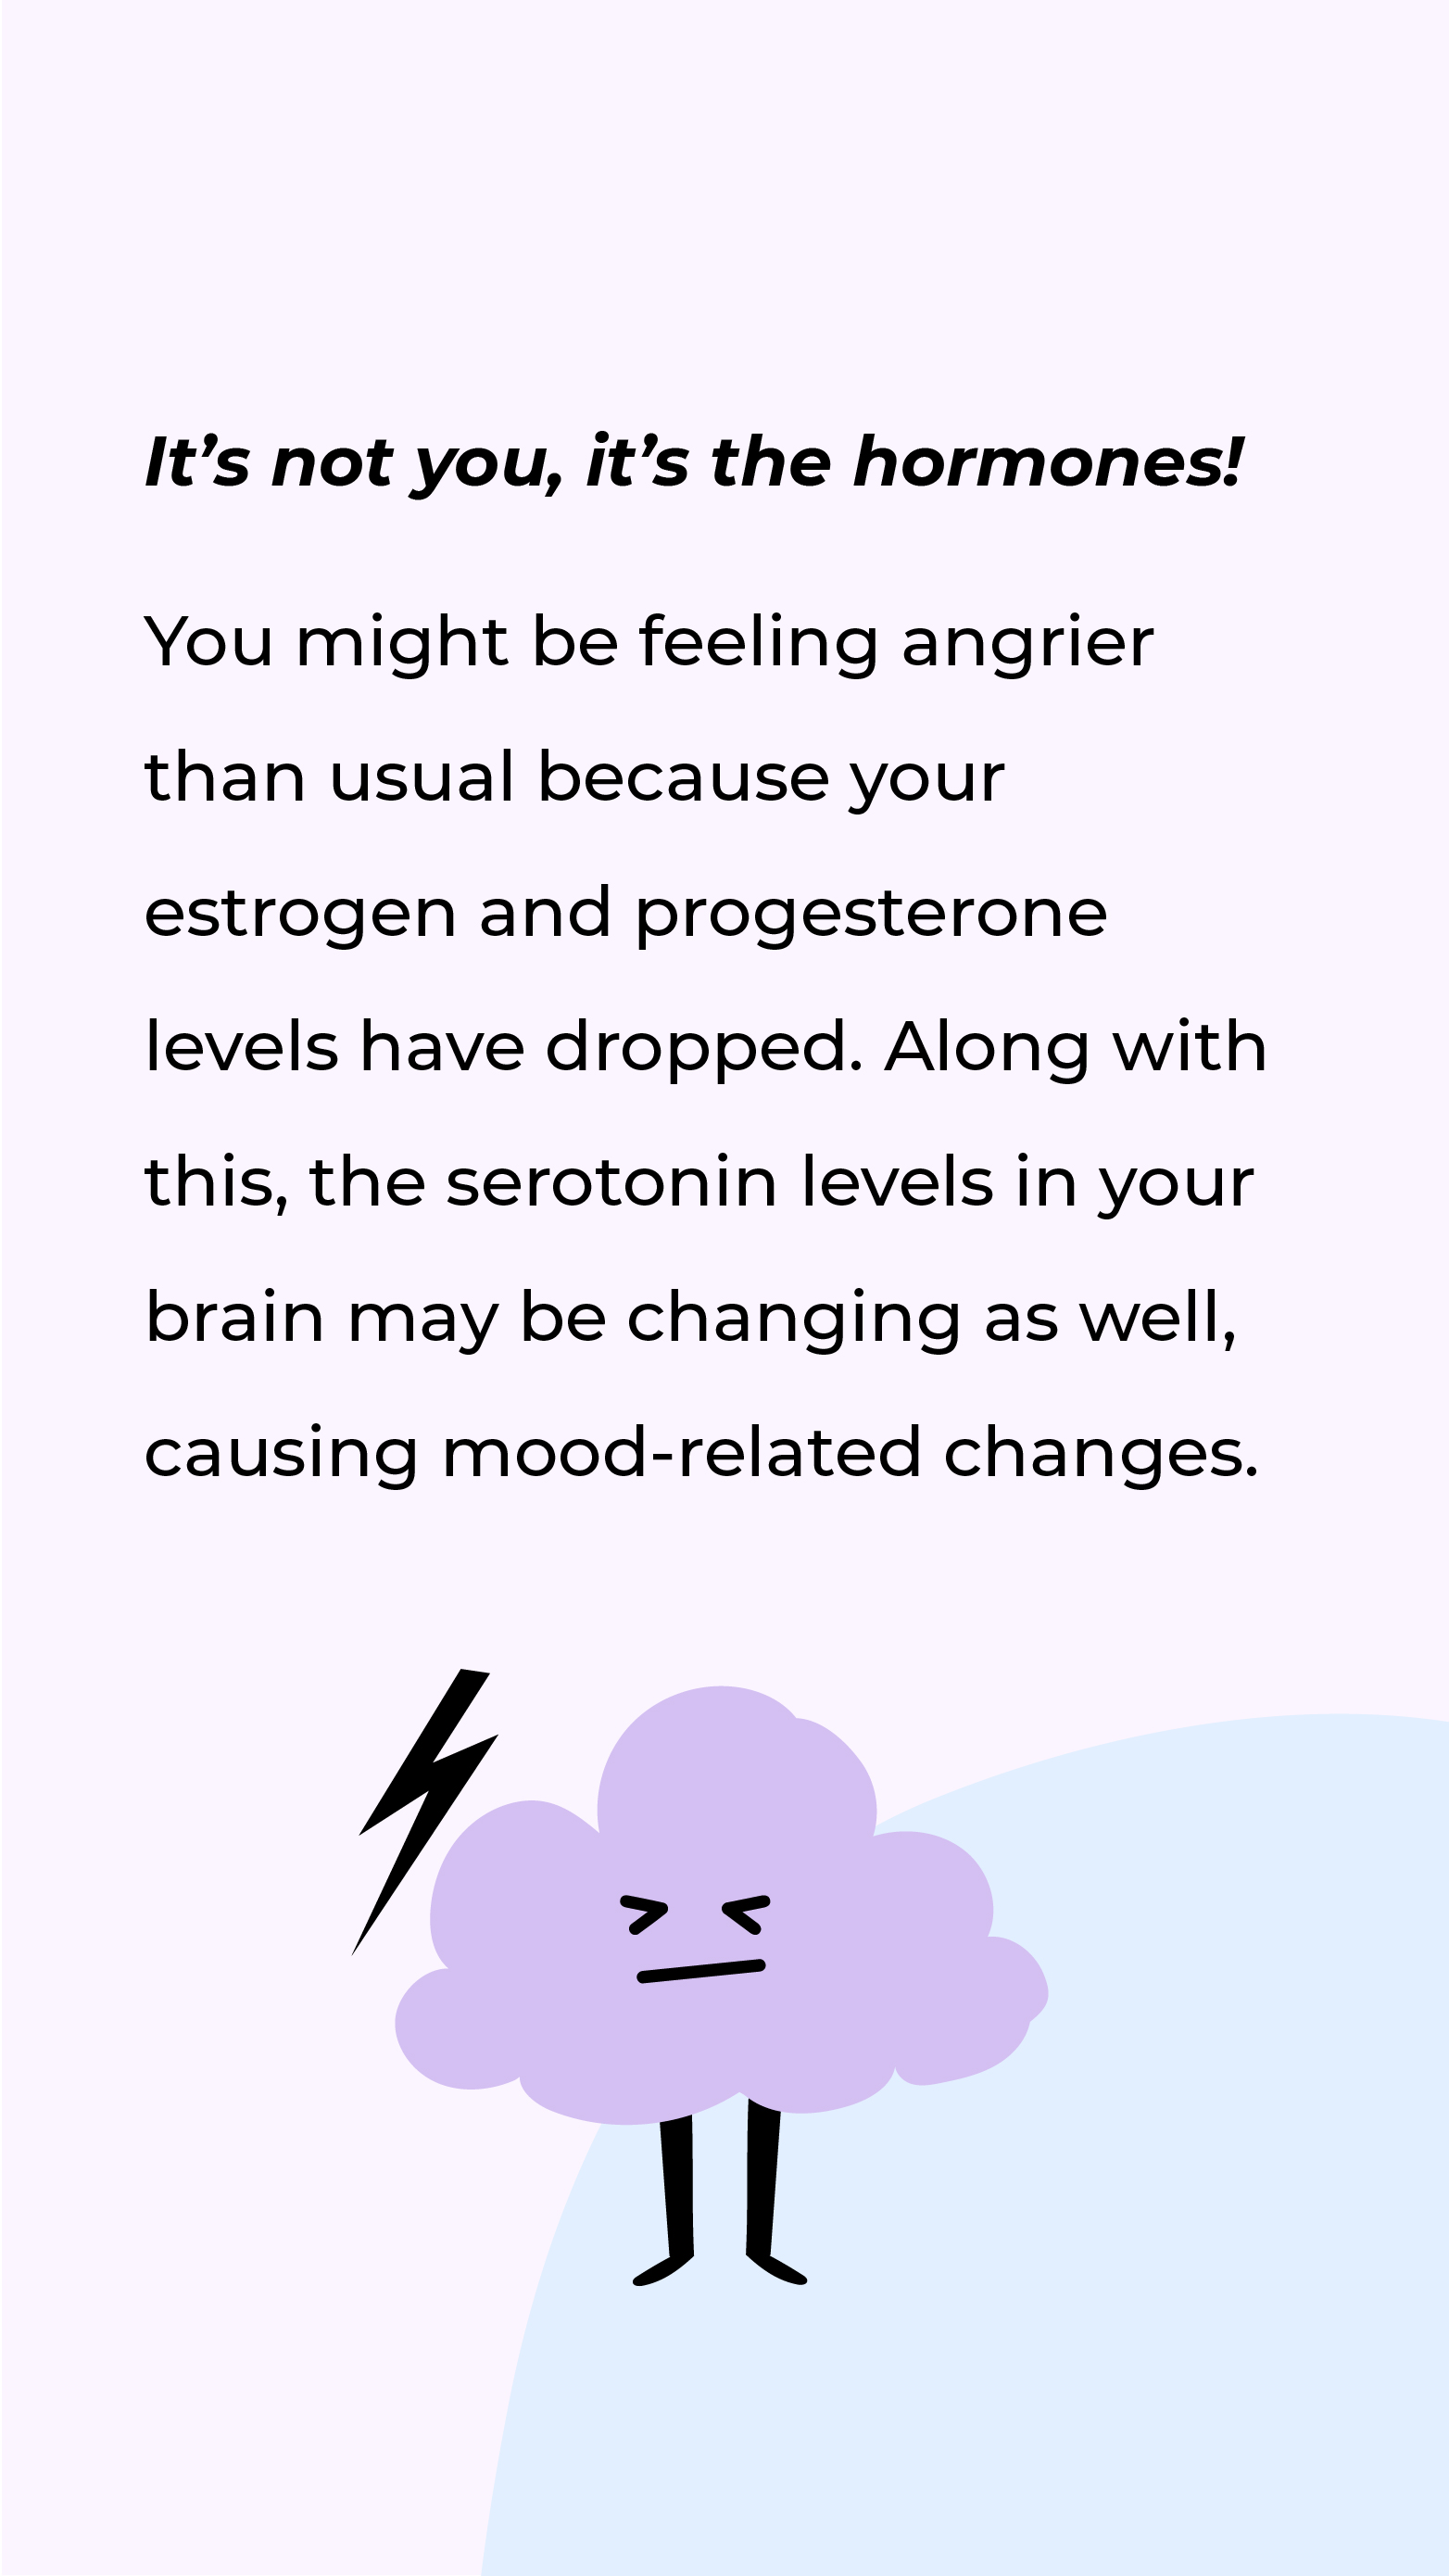 It’s not you, it’s the hormones!
You might be feeling angrier
than usual because your
estrogen and progesterone
levels have dropped. Along with
this, the serotonin levels in your
brain may be changing as well,
causing mood-related changes.